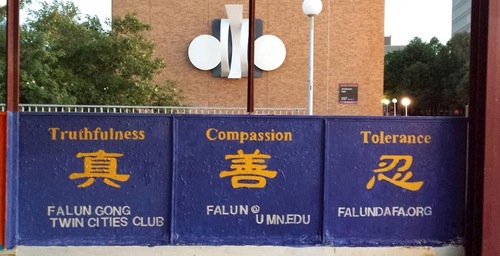 Truthfulness
真
FALUN GONG
TWIN CITIES CLUB
Compassion
善
FALUN@
UMN.EDU
Tolerance
忍
FALUNDAFA.ORG